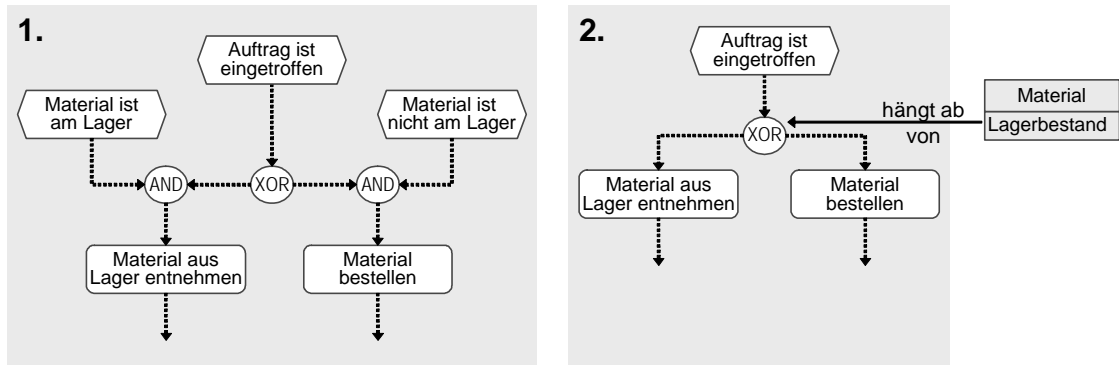 1.
Auftrag ist
eingetroffen
Material ist
am Lager
Material ist
nicht am Lager
AND
XOR
AND
Material aus
Lager entnehmen
Material
bestellen
2.
Auftrag ist
eingetroffen
hängt ab
von
Material
Lagerbestand
XOR
Material aus
Lager entnehmen
Material
bestellen